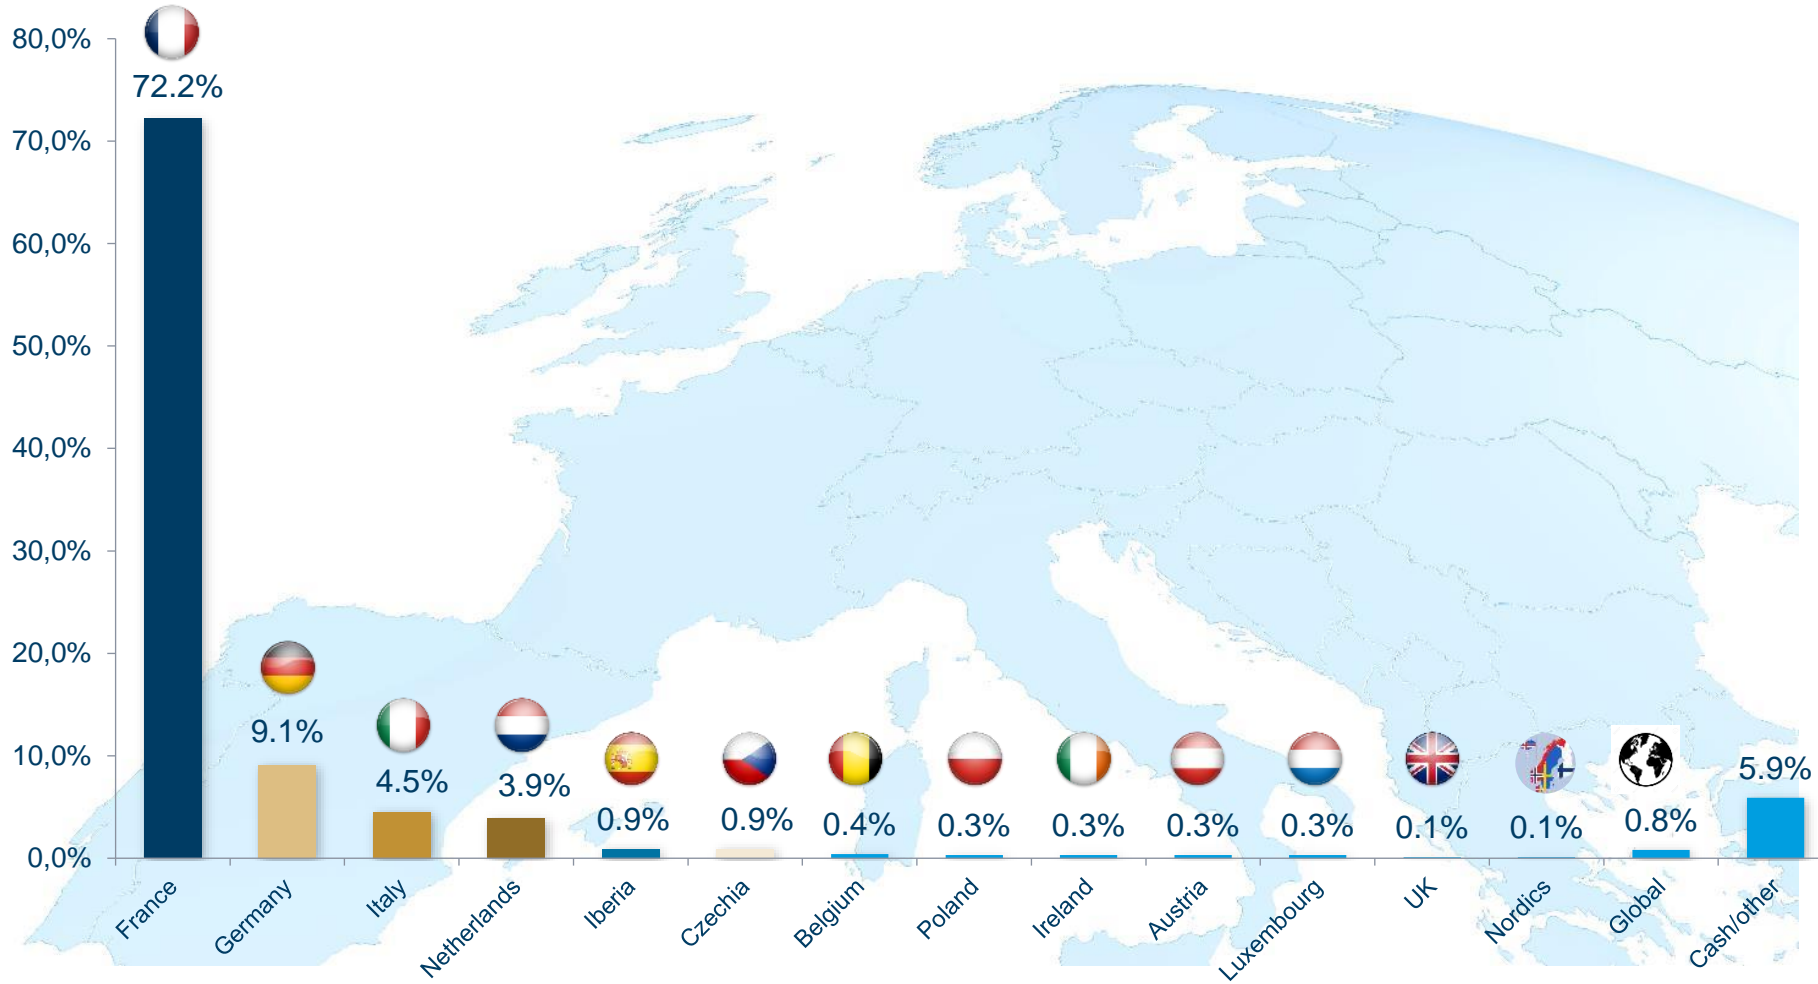 80,0%
70,0%
60,0%
50,0%
40,0%
30,0%
20,0%
10,0%
0,0%
72.2%
9.1%
4.5%
3.9%
0.9%
0.9%
0.4%
0.3%
0.3%
0.3%
0.3%
0.1%
0.1%
0.8%
5.9%
France
Germany
Italy
Netherlands
Iberia
Czechia
Belgium
Poland
Ireland
Austria
Luxembourg
UK
Nordics
Global
Cash/other